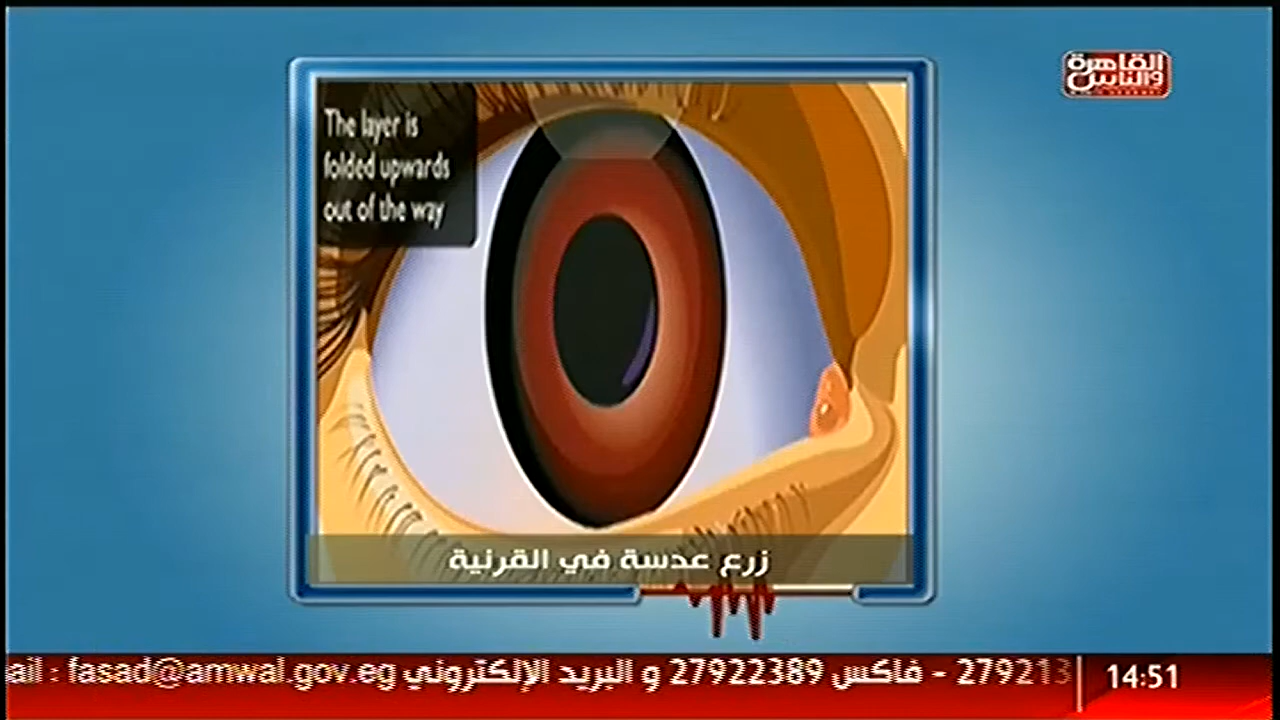 القاهرة
والناس
The layer is
folded upwards
out of the way
زرع عدسة في القرنية
279213 - فاكس 27922389 و البريد الإلكتروني ail : fasad@amwal.gov.eg
14:51